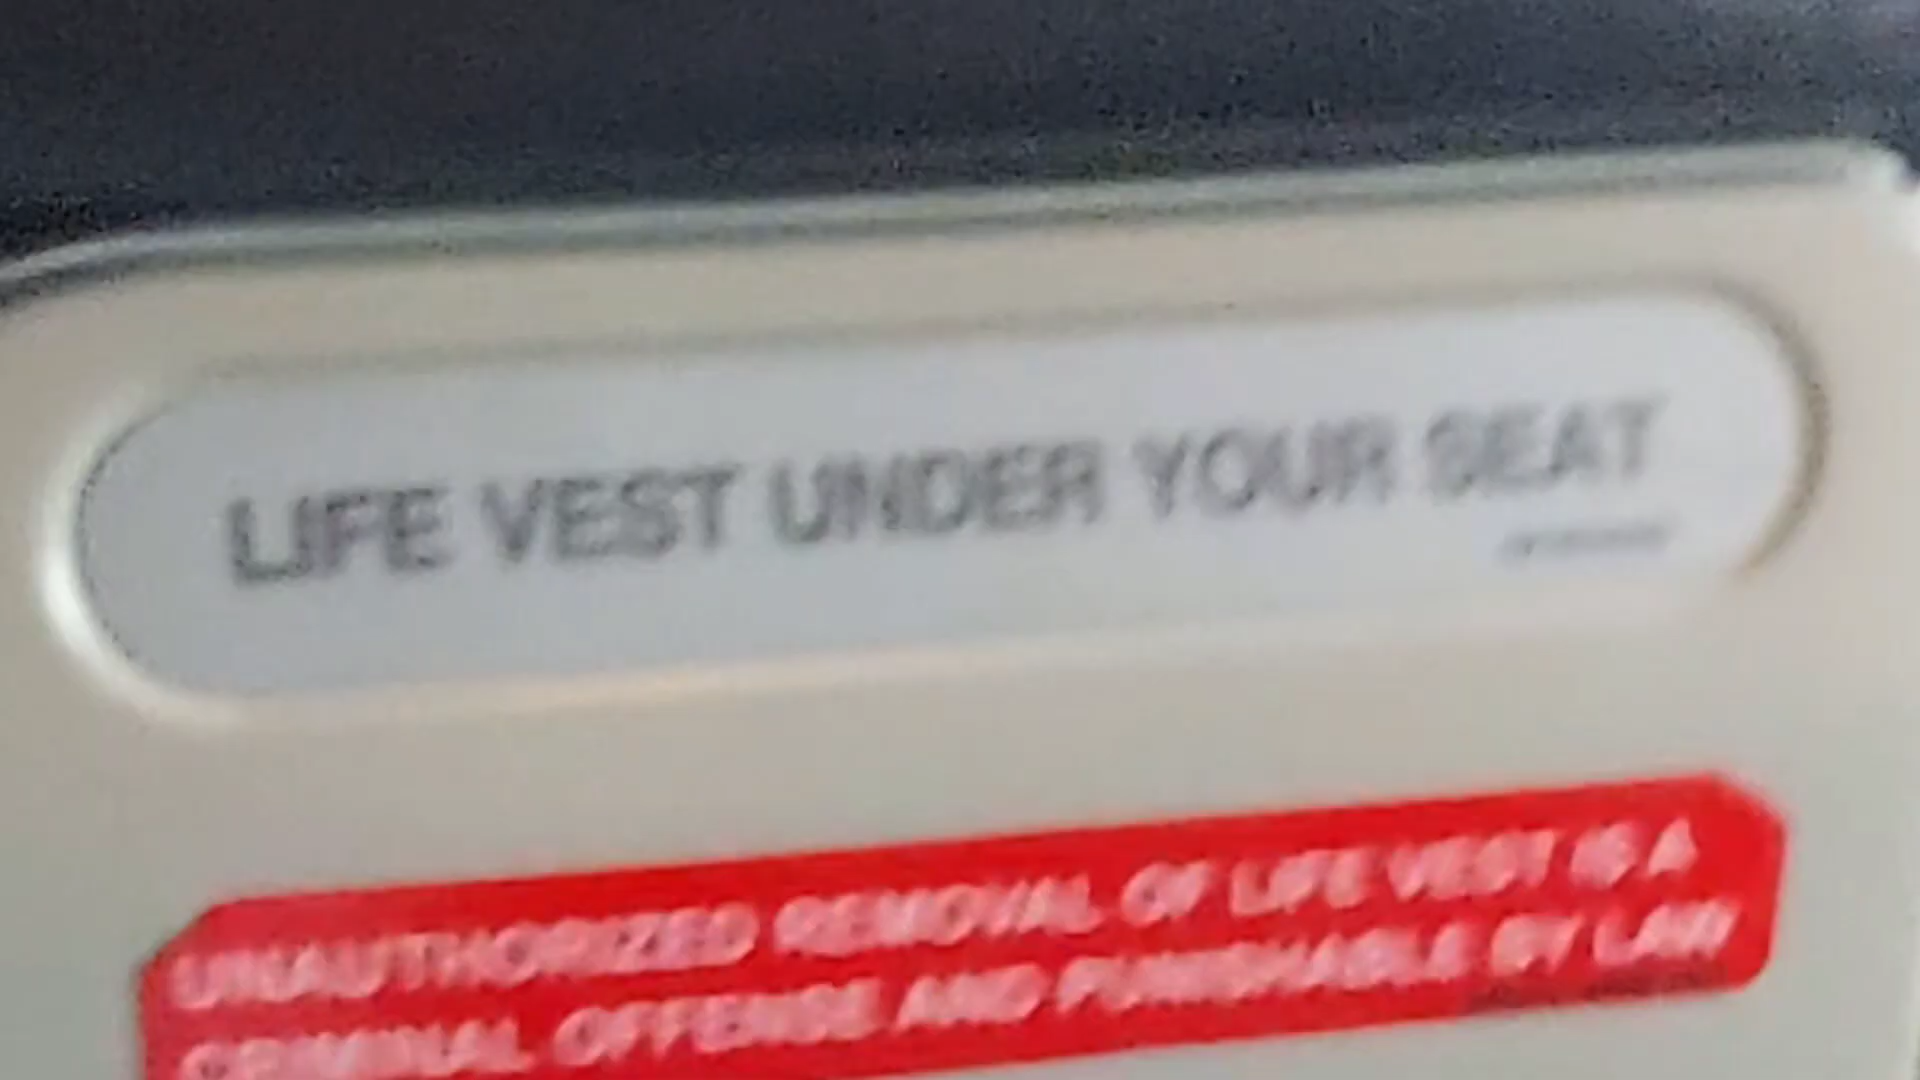 LIFE VEST UNDER YOUR SEAT
UNAUTHORIZED REMOVAL OF LIFE VEST IS A
CRIMINAL OFFENSE AND PUNISHABLE BY LAW